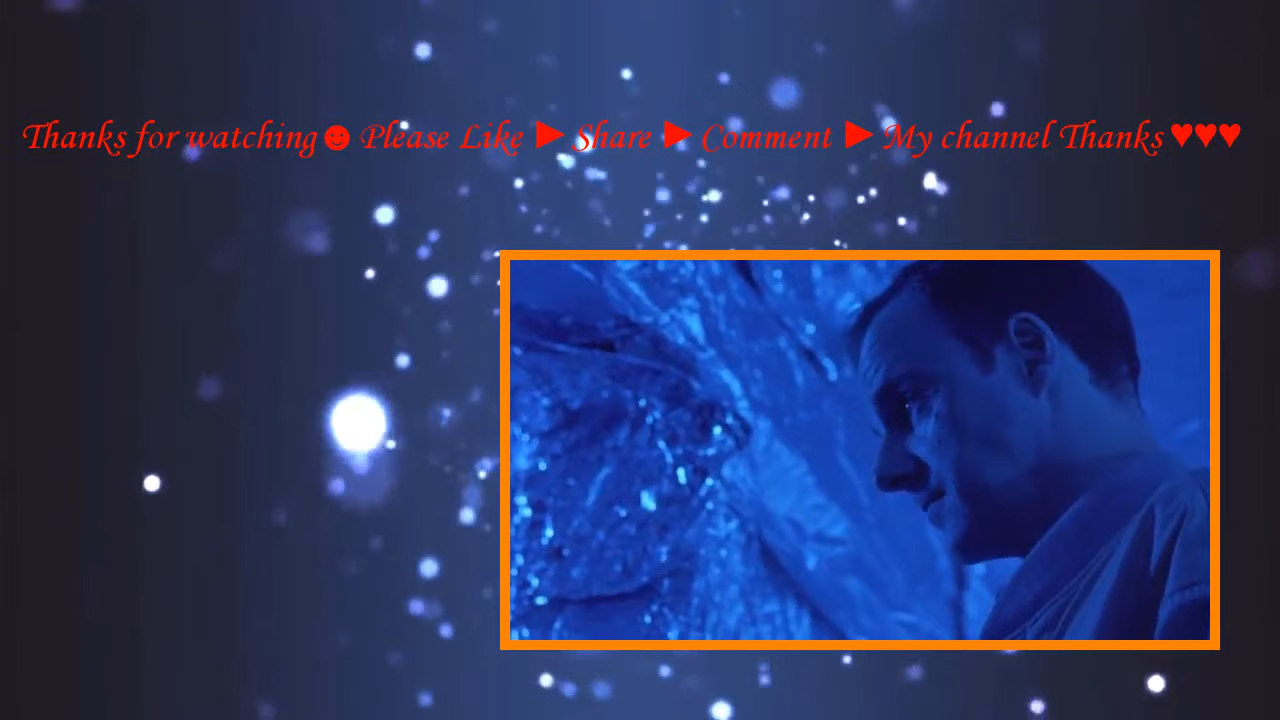 Thanks for watching☻Please Like ► Share ► Comment ► My channel Thanks ♥♥♥